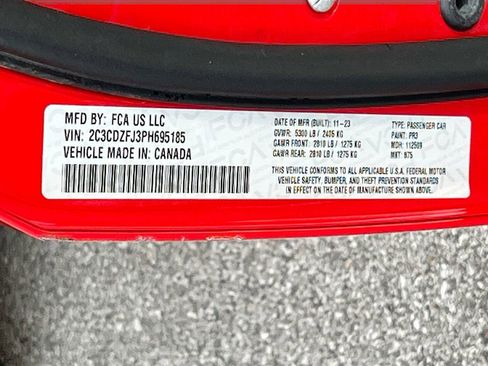 MFD BY: FCA US LLC
VIN: 2C3CDZFJ3PH695185
VEHICLE MADE IN: CANADA
DATE OF MFR (BUILT): 11-23
GVWR: 5300 LB / 2405 KG
GAWR FRONT: 2810 LB / 1275 KG
GAWR REAR: 2810 LB / 1275 KG
TYPE: PASSENGER CAR
PAINT: PR3
MDH: 112509
MKT: B75
THIS VEHICLE CONFORMS TO ALL APPLICABLE U.S.A. FEDERAL MOTOR
VEHICLE SAFETY, BUMPER, AND THEFT PREVENTION STANDARDS IN EFFECT
ON THE DATE OF MANUFACTURE SHOWN ABOVE.